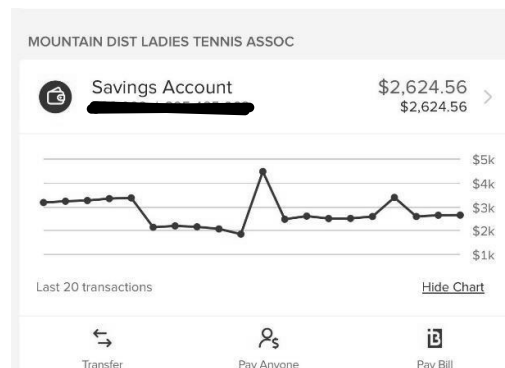 MOUNTAIN DIST LADIES TENNIS ASSOC
Savings Account
$2,624.56
$2,624.56
$5k
$4k
$3k
$2k
$1k
Last 20 transactions
Hide Chart
Transfer
Pay Anyone
Pay Bill